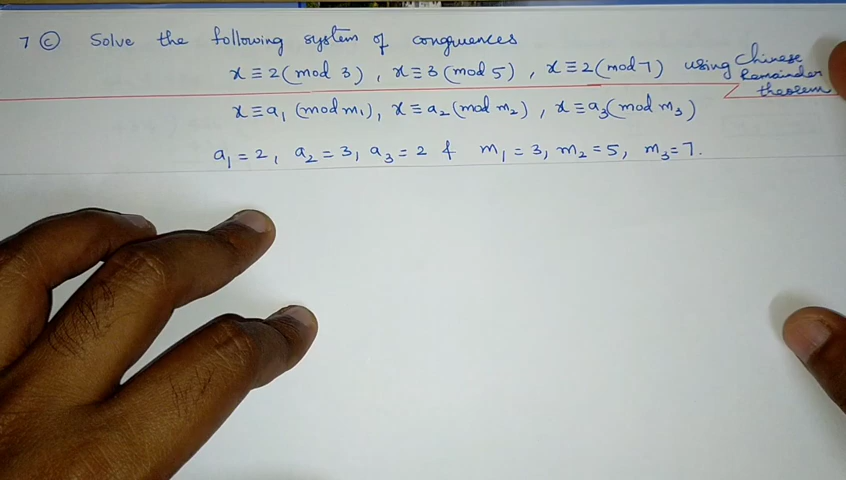 7 ⓒ Solve the following system of congruences
x ≡ 2 (mod 3), x ≡ 3 (mod 5), x ≡ 2 (mod 7) using Chinese Remainder theorem
x ≡ a₁ (mod m₁), x ≡ a₂ (mod m₂), x ≡ a₃ (mod m₃)
a₁ = 2, a₂ = 3, a₃ = 2 & m₁ = 3, m₂ = 5, m₃ = 7.